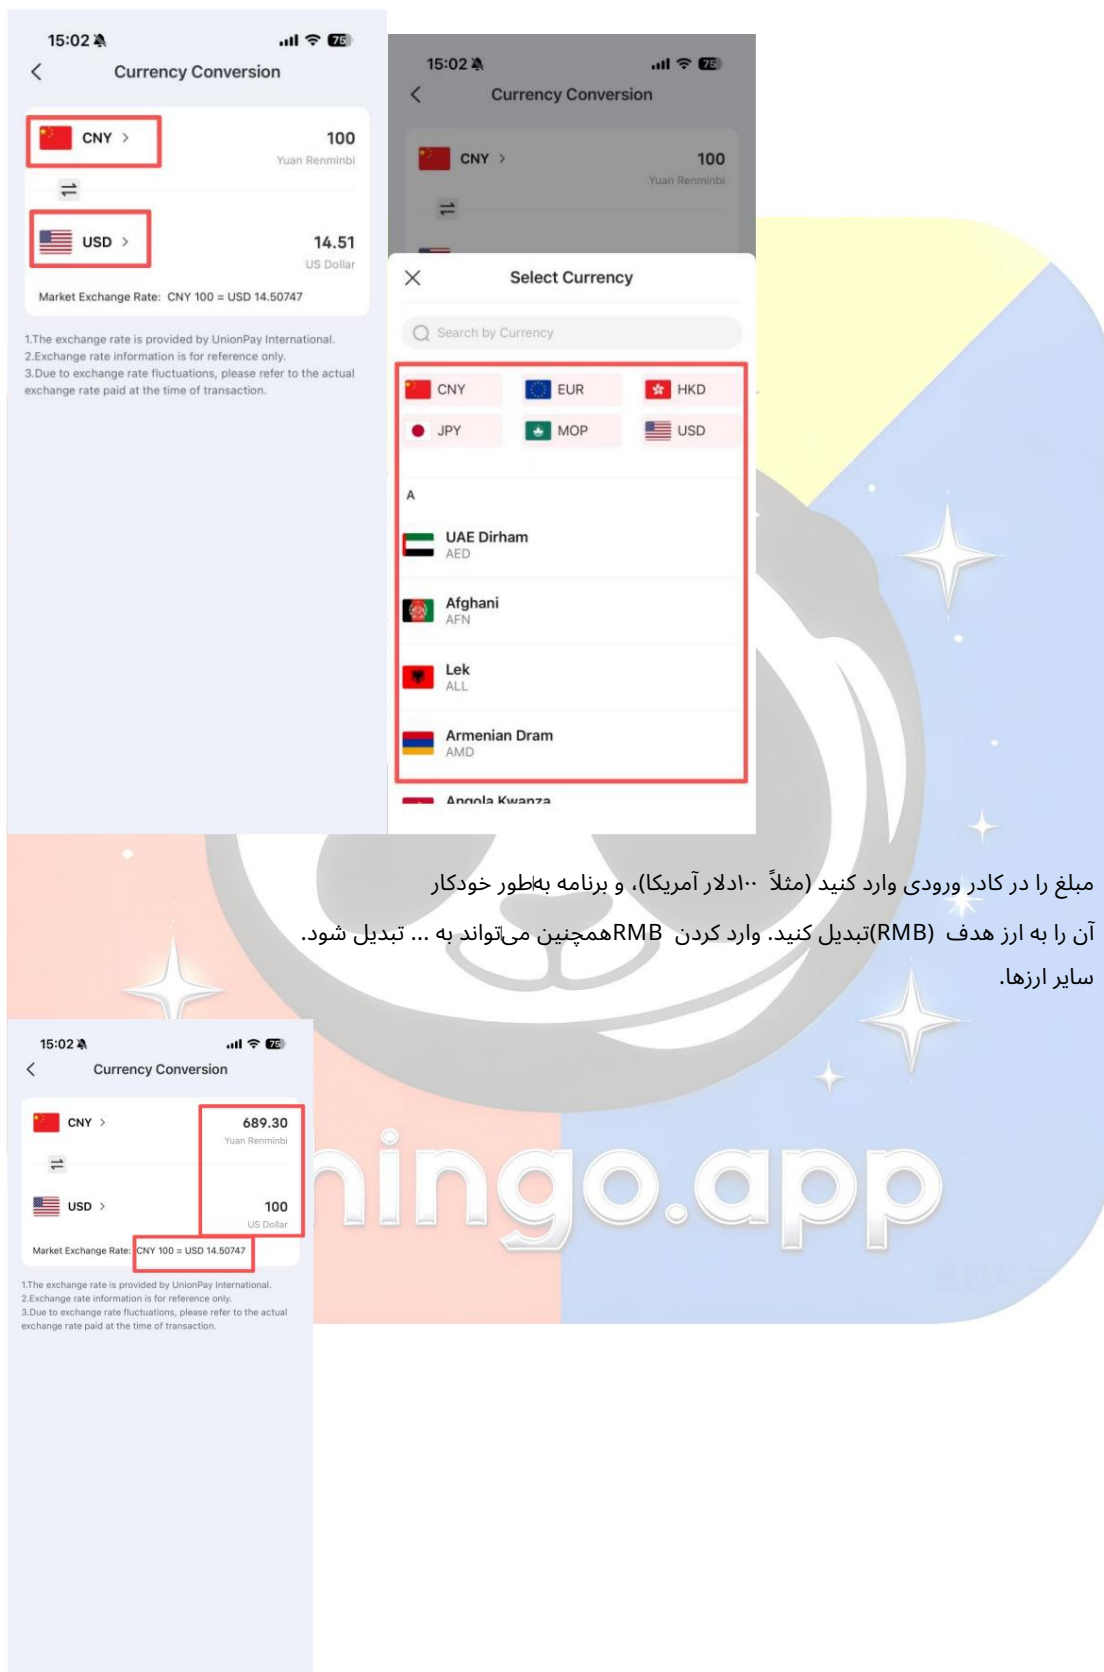 15:02
75
Currency Conversion
CNY >
100
Yuan Renminbi
USD >
14.51
US Dollar
Market Exchange Rate: CNY 100 = USD 14.50747
1.The exchange rate is provided by UnionPay International.
2.Exchange rate information is for reference only.
3.Due to exchange rate fluctuations, please refer to the actual
exchange rate paid at the time of transaction.
15:02
75
Currency Conversion
CNY >
100
Yuan Renminbi
Select Currency
Search by Currency
CNY
EUR
HKD
JPY
MOP
USD
A
UAE Dirham
AED
Afghani
AFN
Lek
ALL
Armenian Dram
AMD
Angola Kwanza
مبلغ را در کادر ورودی وارد کنید (مثلاً ۱۰۰دلار آمریکا)، و برنامه به‌طور خودکار
آن را به ارز هدف (RMB)تبدیل کنید. وارد کردن RMBهمچنین می‌تواند به ... تبدیل شود.
سایر ارزها.
15:02
75
Currency Conversion
CNY >
689.30
Yuan Renminbi
USD >
100
US Dollar
Market Exchange Rate: CNY 100 = USD 14.50747
1.The exchange rate is provided by UnionPay International.
2.Exchange rate information is for reference only.
3.Due to exchange rate fluctuations, please refer to the actual
exchange rate paid at the time of transaction.
ningo.app